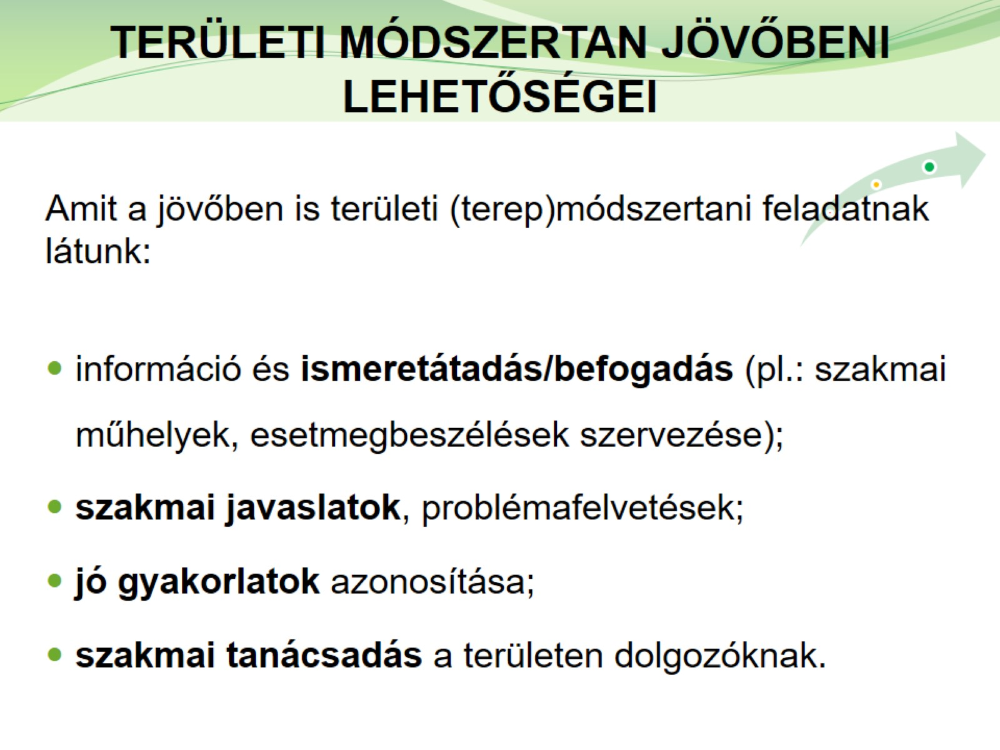 TERÜLETI MÓDSZERTAN JÖVŐBENI
LEHETŐSÉGEI
Amit a jövőben is területi (terep)módszertani feladatnak
látunk:
• információ és ismeretátadás/befogadás (pl.: szakmai
műhelyek, esetmegbeszélések szervezése);
• szakmai javaslatok, problémafelvetések;
• jó gyakorlatok azonosítása;
• szakmai tanácsadás a területen dolgozóknak.